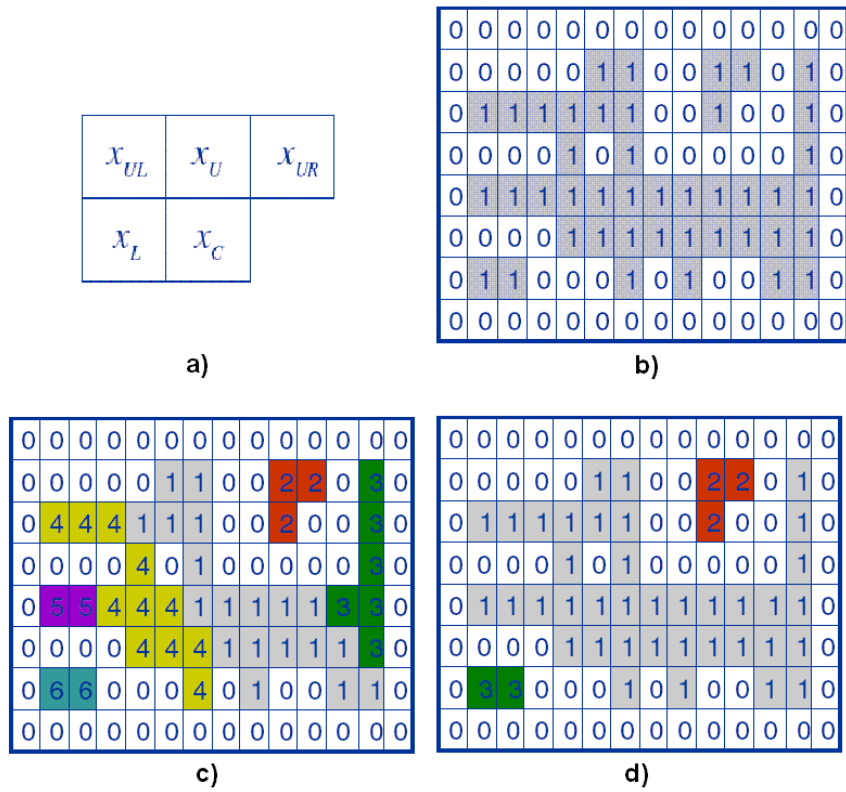 x_UL x_U x_UR
x_L x_C
a)
0 0 0 0 0 0 0 0 0 0 0 0 0 0
0 0 0 0 0 1 1 0 0 1 1 0 1 0
0 1 1 1 1 1 1 0 0 1 0 0 1 0
0 0 0 0 1 0 1 0 0 0 0 0 1 0
0 1 1 1 1 1 1 1 1 1 1 1 1 0
0 0 0 0 1 1 1 1 1 1 1 1 1 0
0 1 1 0 0 0 1 0 1 0 0 1 1 0
0 0 0 0 0 0 0 0 0 0 0 0 0 0
b)
0 0 0 0 0 0 0 0 0 0 0 0 0 0
0 0 0 0 0 1 1 0 0 2 2 0 3 0
0 4 4 4 1 1 1 0 0 2 0 0 3 0
0 0 0 0 4 0 1 0 0 0 0 0 3 0
0 5 5 4 4 4 1 1 1 1 1 3 3 0
0 0 0 0 4 4 4 1 1 1 1 1 3 0
0 6 6 0 0 0 4 0 1 0 0 1 1 0
0 0 0 0 0 0 0 0 0 0 0 0 0 0
c)
0 0 0 0 0 0 0 0 0 0 0 0 0 0
0 0 0 0 0 1 1 0 0 2 2 0 1 0
0 1 1 1 1 1 1 0 0 2 0 0 1 0
0 0 0 0 1 0 1 0 0 0 0 0 1 0
0 1 1 1 1 1 1 1 1 1 1 1 1 0
0 0 0 0 1 1 1 1 1 1 1 1 1 0
0 3 3 0 0 0 1 0 1 0 0 1 1 0
0 0 0 0 0 0 0 0 0 0 0 0 0 0
d)